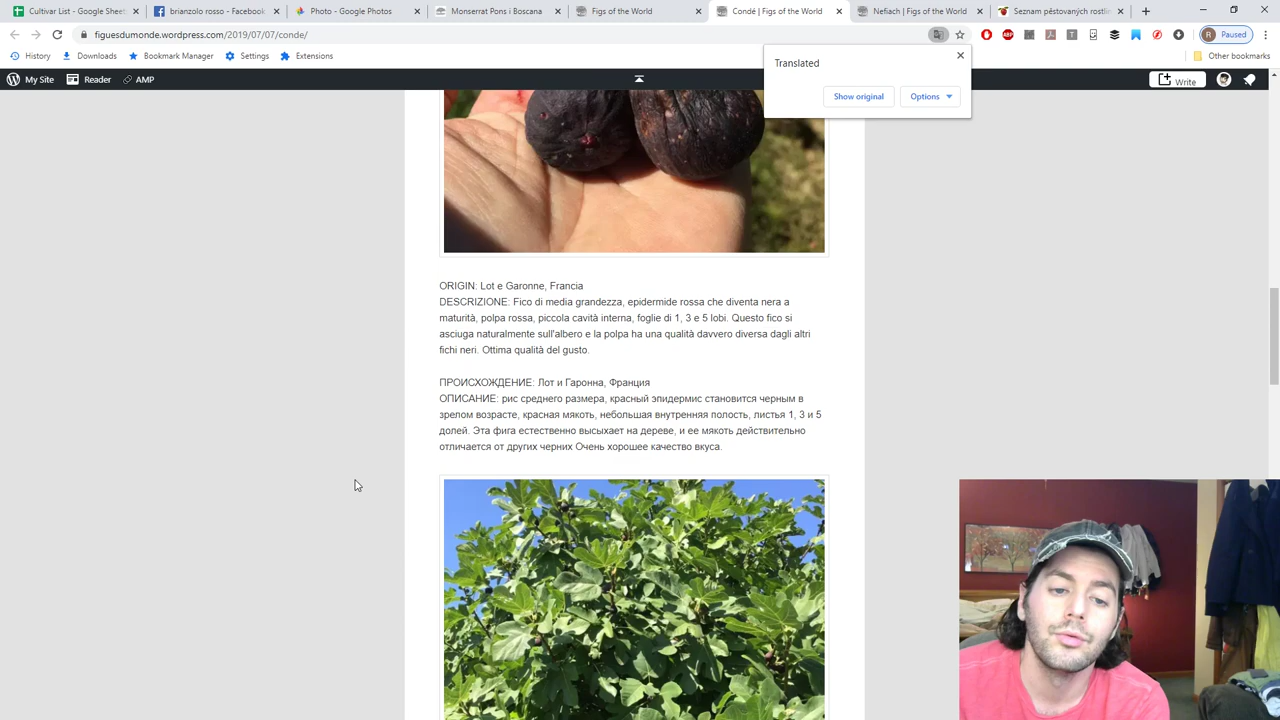 Cultivar List - Google Sheet
brianzolo rosso - Facebook
Photo - Google Photos
Monserrat Pons i Boscana
Figs of the World
Condé | Figs of the World
Nefiach | Figs of the World
Seznam pěstovaných rostlin
figuesdumonde.wordpress.com/2019/07/07/conde/
R Paused
History
Downloads
Bookmark Manager
Settings
Extensions
Other bookmarks
My Site
Reader
AMP
Write
Translated
Show original
Options
ORIGIN: Lot e Garonne, Francia
DESCRIZIONE: Fico di media grandezza, epidermide rossa che diventa nera a
maturità, polpa rossa, piccola cavità interna, foglie di 1, 3 e 5 lobi. Questo fico si
asciuga naturalmente sull'albero e la polpa ha una qualità davvero diversa dagli altri
fichi neri. Ottima qualità del gusto.
ПРОИСХОЖДЕНИЕ: Лот и Гаронна, Франция
ОПИСАНИЕ: рис среднего размера, красный эпидермис становится черным в
зрелом возрасте, красная мякоть, небольшая внутренняя полость, листья 1, 3 и 5
долей. Эта фига естественно высыхает на дереве, и ее мякоть действительно
отличается от других черных Очень хорошее качество вкуса.